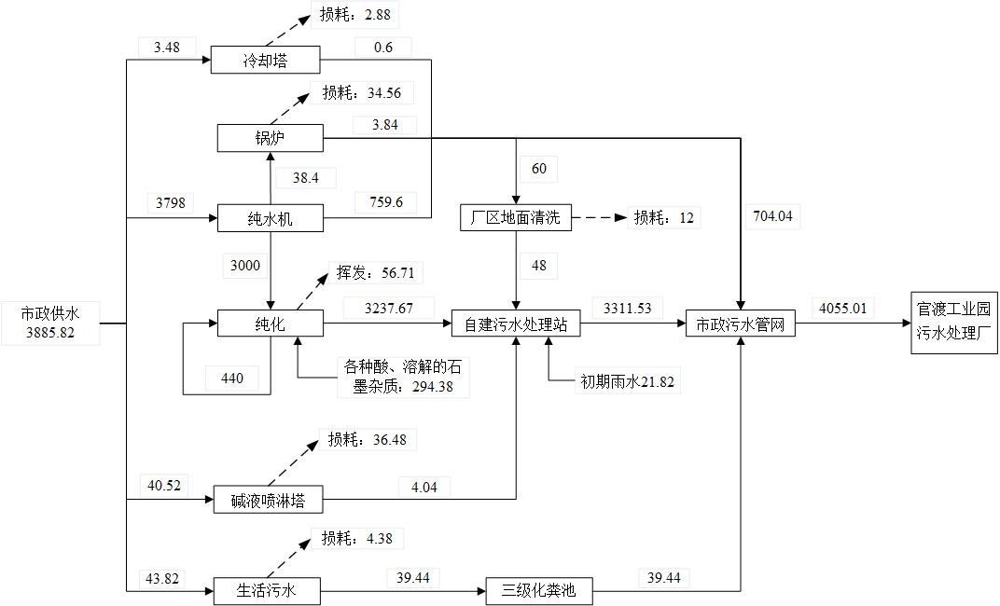 损耗：2.88
3.48
0.6
冷却塔
损耗：34.56
3.84
锅炉
60
38.4
3798
759.6
纯水机
厂区地面清洗
损耗：12
704.04
3000
挥发：56.71
48
市政供水
3885.82
3237.67
3311.53
4055.01
官渡工业园
污水处理厂
纯化
自建污水处理站
市政污水管网
440
各种酸、溶解的石
墨杂质：294.38
初期雨水21.82
损耗：36.48
40.52
4.04
碱液喷淋塔
损耗：4.38
43.82
39.44
39.44
生活污水
三级化粪池